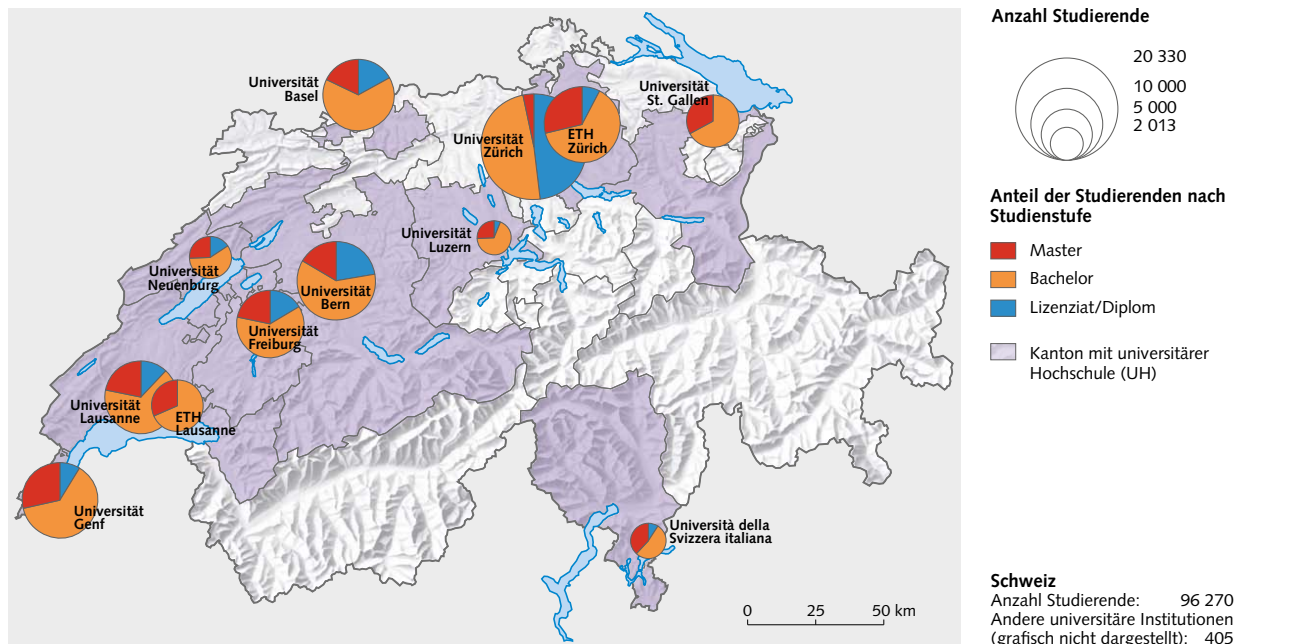 Universität
Basel
Universität
St. Gallen
Universität
Zürich
ETH
Zürich
Universität
Luzern
Universität
Neuenburg
Universität
Bern
Universität
Freiburg
Universität
Lausanne
ETH
Lausanne
Universität
Genf
Università della
Svizzera italiana
0 25 50 km
Anzahl Studierende
20 330
10 000
5 000
2 013
Anteil der Studierenden nach
Studienstufe
Master
Bachelor
Lizenziat/Diplom
Kanton mit universitärer
Hochschule (UH)
Schweiz
Anzahl Studierende: 96 270
Andere universitäre Institutionen
(grafisch nicht dargestellt): 405